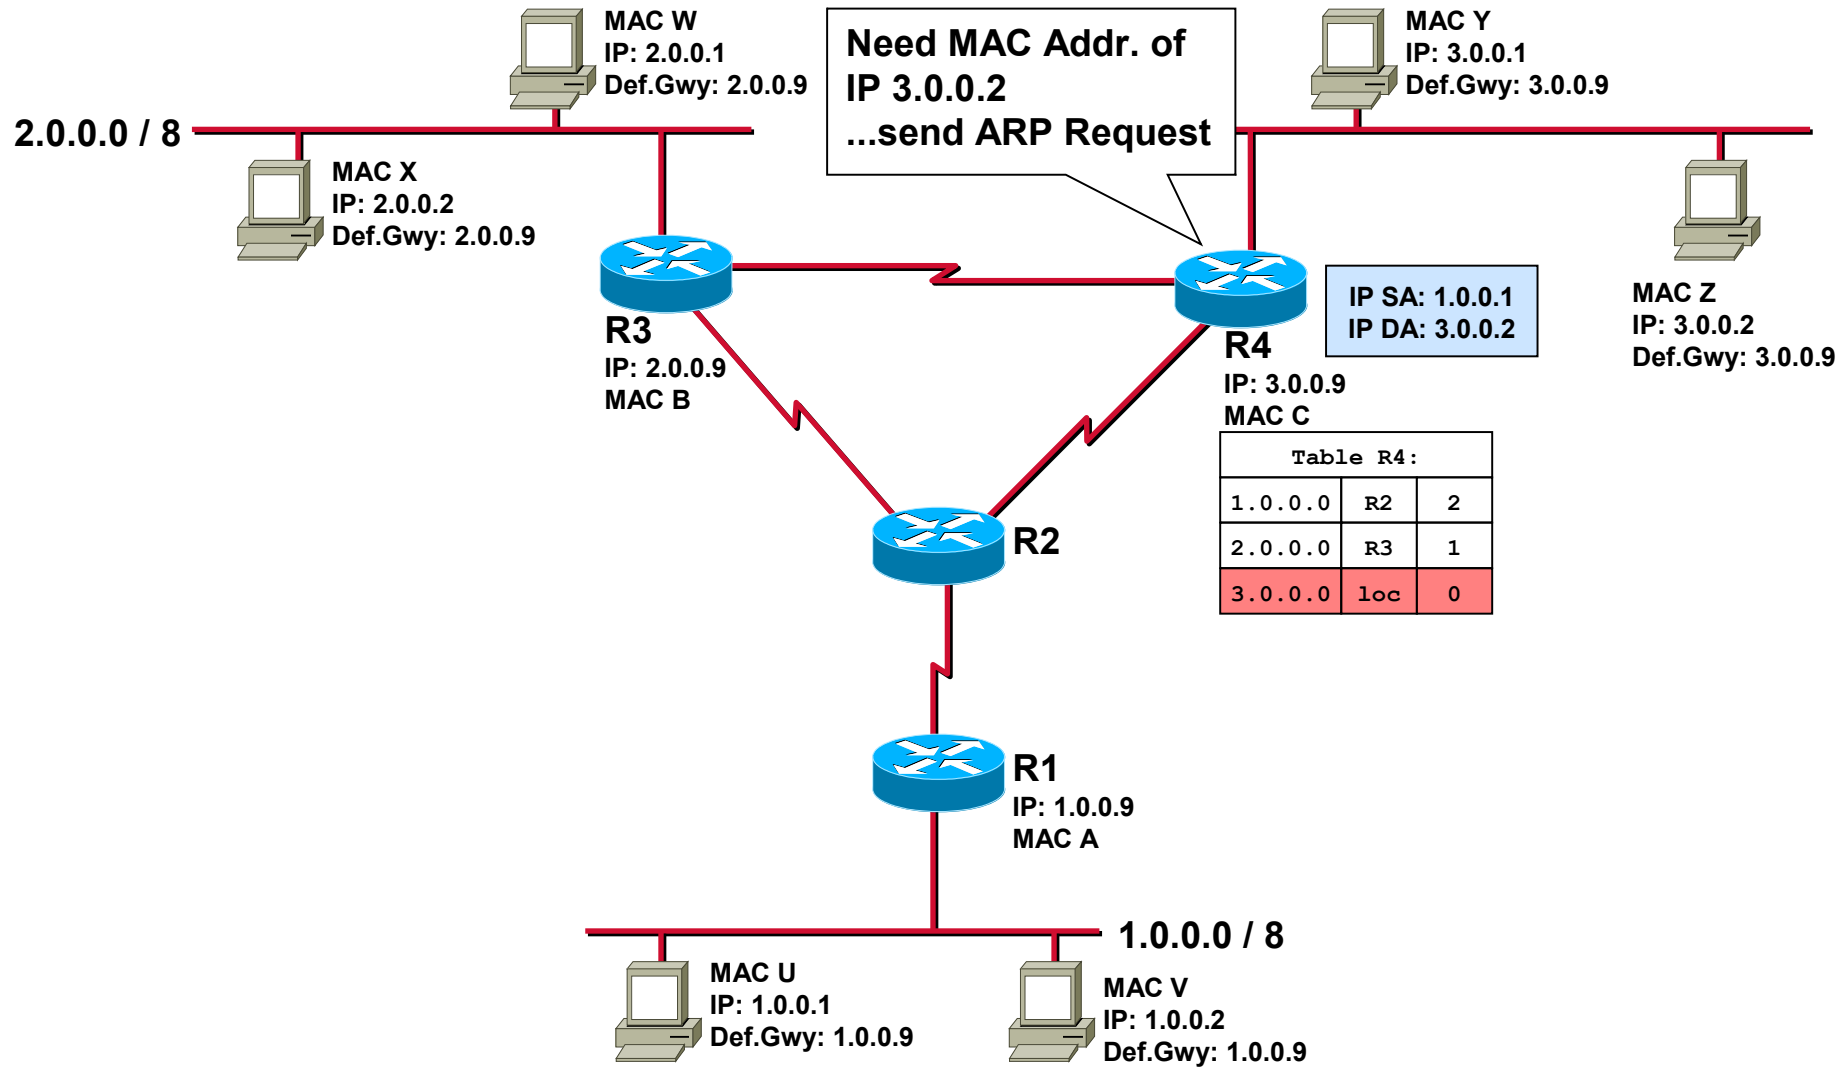 MAC W
IP: 2.0.0.1
Def.Gwy: 2.0.0.9
Need MAC Addr. of
IP 3.0.0.2
...send ARP Request
MAC Y
IP: 3.0.0.1
Def.Gwy: 3.0.0.9
2.0.0.0 / 8
MAC X
IP: 2.0.0.2
Def.Gwy: 2.0.0.9
R3
IP: 2.0.0.9
MAC B
R4
IP: 3.0.0.9
MAC C
IP SA: 1.0.0.1
IP DA: 3.0.0.2
MAC Z
IP: 3.0.0.2
Def.Gwy: 3.0.0.9
Table R4:
1.0.0.0 R2 2
2.0.0.0 R3 1
3.0.0.0 loc 0
R2
R1
IP: 1.0.0.9
MAC A
1.0.0.0 / 8
MAC U
IP: 1.0.0.1
Def.Gwy: 1.0.0.9
MAC V
IP: 1.0.0.2
Def.Gwy: 1.0.0.9